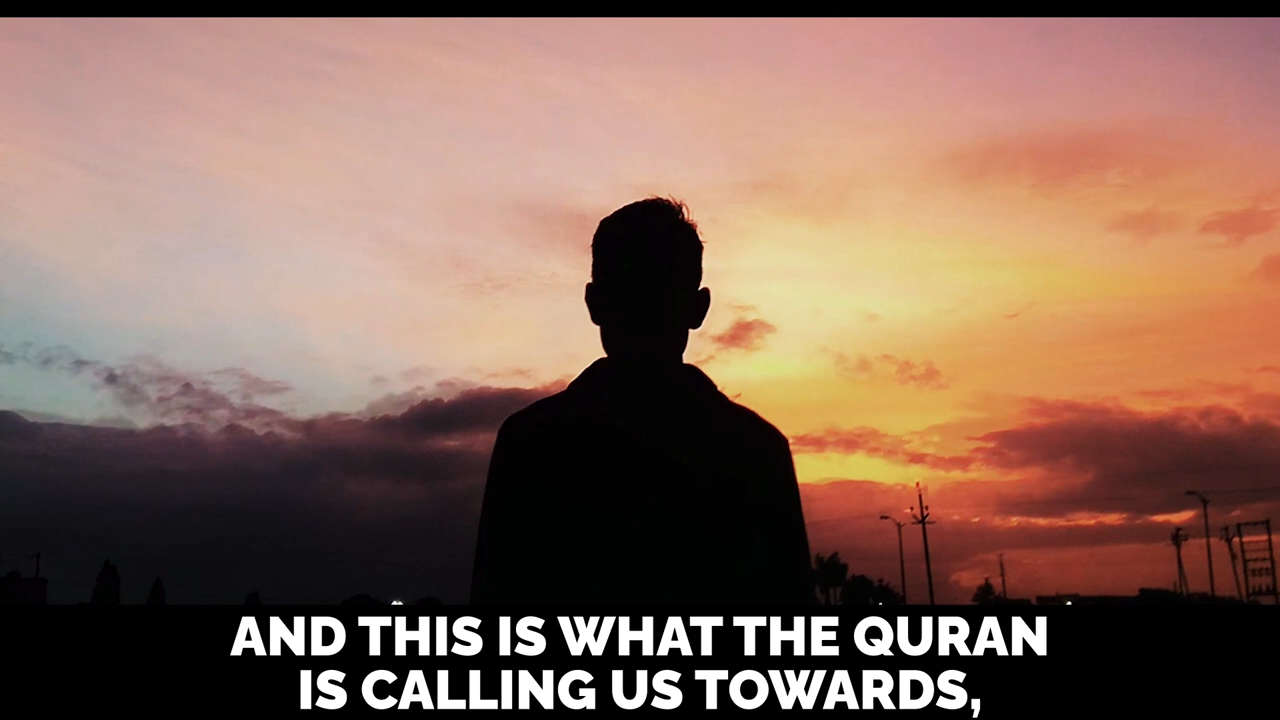 AND THIS IS WHAT THE QURAN
IS CALLING US TOWARDS,